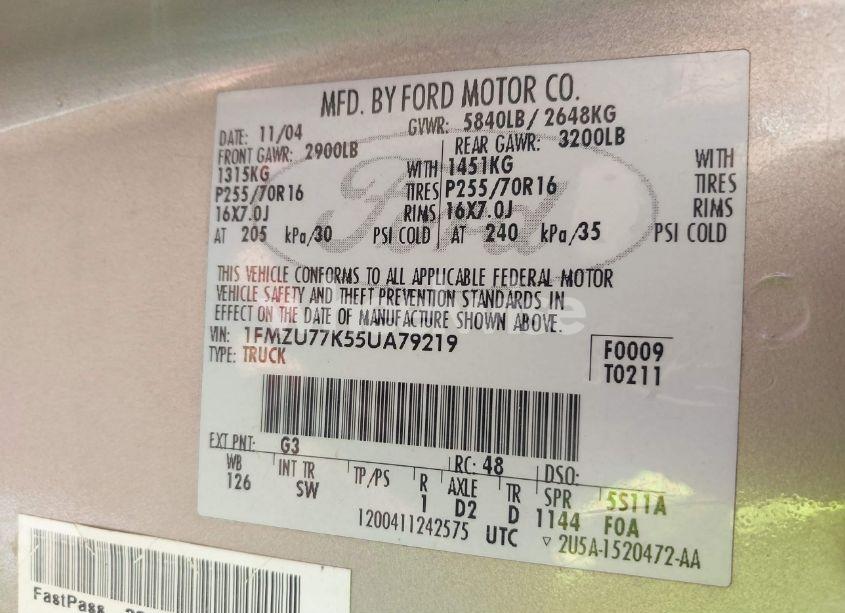 MFD. BY FORD MOTOR CO.
DATE: 11/04 GVWR: 5840LB/ 2648KG
FRONT GAWR: 2900LB REAR GAWR: 3200LB
1315KG WITH 1451KG WITH
P255/70R16 TIRES P255/70R16 TIRES
16X7.0J RIMS 16X7.0J RIMS
AT 205 kPa/30 PSI COLD AT 240 kPa/35 PSI COLD
Ford
THIS VEHICLE CONFORMS TO ALL APPLICABLE FEDERAL MOTOR
VEHICLE SAFETY AND THEFT PREVENTION STANDARDS IN
EFFECT ON THE DATE OF MANUFACTURE SHOWN ABOVE.
VIN: 1FMZU77K55UA79219
TYPE: TRUCK
F0009
T0211
EXT PNT: G3 RC: 48 DSO:
WB INT TR TP/PS R AXLE TR SPR 5S11A
126 SW 1 D2 D 1144 FOA
1200411242575 UTC ▽ 2U5A-1520472-AA
FastPass